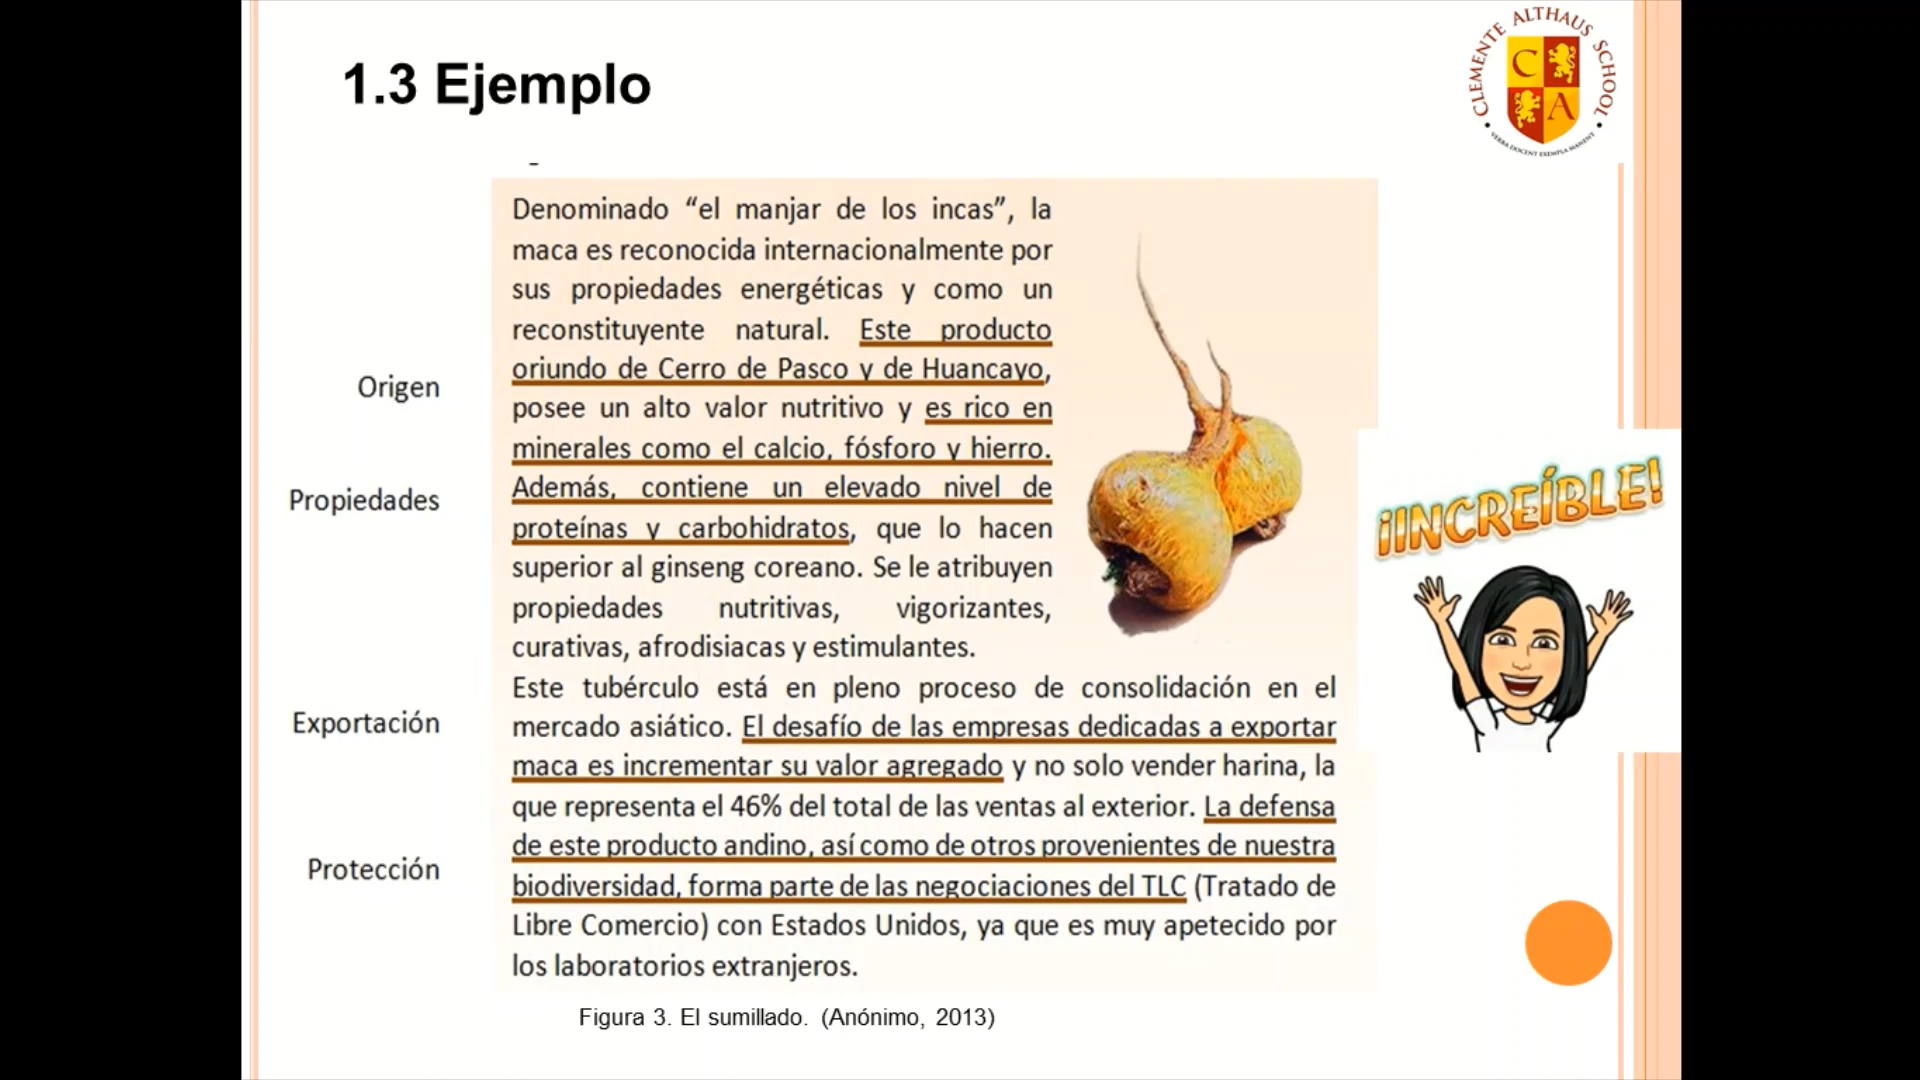 1.3 Ejemplo
CLEMENTE ALTHAUS SCHOOL
C
A
• VERBA DOCENT EXEMPLA MANENT •
Denominado “el manjar de los incas”, la
maca es reconocida internacionalmente por
sus propiedades energéticas y como un
reconstituyente natural. Este producto
oriundo de Cerro de Pasco y de Huancayo,
Origen
posee un alto valor nutritivo y es rico en
minerales como el calcio, fósforo y hierro.
Además, contiene un elevado nivel de
Propiedades
proteínas y carbohidratos, que lo hacen
superior al ginseng coreano. Se le atribuyen
propiedades nutritivas, vigorizantes,
curativas, afrodisiacas y estimulantes.
¡INCREÍBLE!
Este tubérculo está en pleno proceso de consolidación en el
Exportación
mercado asiático. El desafío de las empresas dedicadas a exportar
maca es incrementar su valor agregado y no solo vender harina, la
que representa el 46% del total de las ventas al exterior. La defensa
de este producto andino, así como de otros provenientes de nuestra
Protección
biodiversidad, forma parte de las negociaciones del TLC (Tratado de
Libre Comercio) con Estados Unidos, ya que es muy apetecido por
los laboratorios extranjeros.
Figura 3. El sumillado. (Anónimo, 2013)